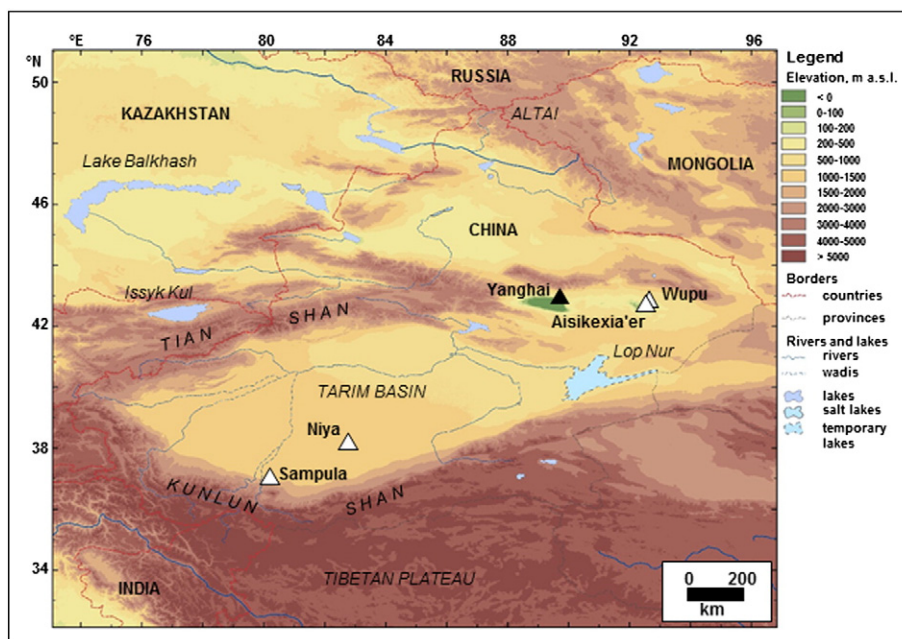 °E 76 80 84 88 92 96
°N
50
46
42
38
34
RUSSIA
KAZAKHSTAN
ALTAI
Lake Balkhash
MONGOLIA
CHINA
Yanghai
Wupu
Issyk Kul
Aisikexia'er
TIAN SHAN
Lop Nur
TARIM BASIN
Niya
Sampula
KUNLUN SHAN
TIBETAN PLATEAU
INDIA
0 200
km
Legend
Elevation, m a.s.l.
< 0
0-100
100-200
200-500
500-1000
1000-1500
1500-2000
2000-3000
3000-4000
4000-5000
> 5000
Borders
countries
provinces
Rivers and lakes
rivers
wadis
lakes
salt lakes
temporary
lakes